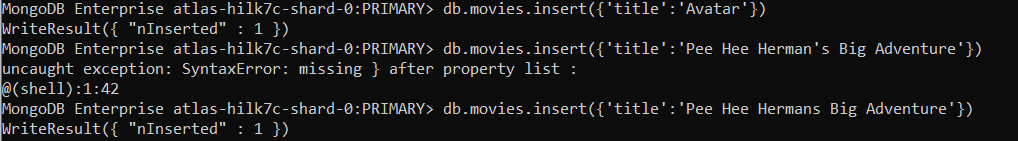 MongoDB Enterprise atlas-hilk7c-shard-0:PRIMARY> db.movies.insert({'title':'Avatar'})
WriteResult({ "nInserted" : 1 })
MongoDB Enterprise atlas-hilk7c-shard-0:PRIMARY> db.movies.insert({'title':'Pee Hee Herman's Big Adventure'})
uncaught exception: SyntaxError: missing } after property list :
@(shell):1:42
MongoDB Enterprise atlas-hilk7c-shard-0:PRIMARY> db.movies.insert({'title':'Pee Hee Hermans Big Adventure'})
WriteResult({ "nInserted" : 1 })